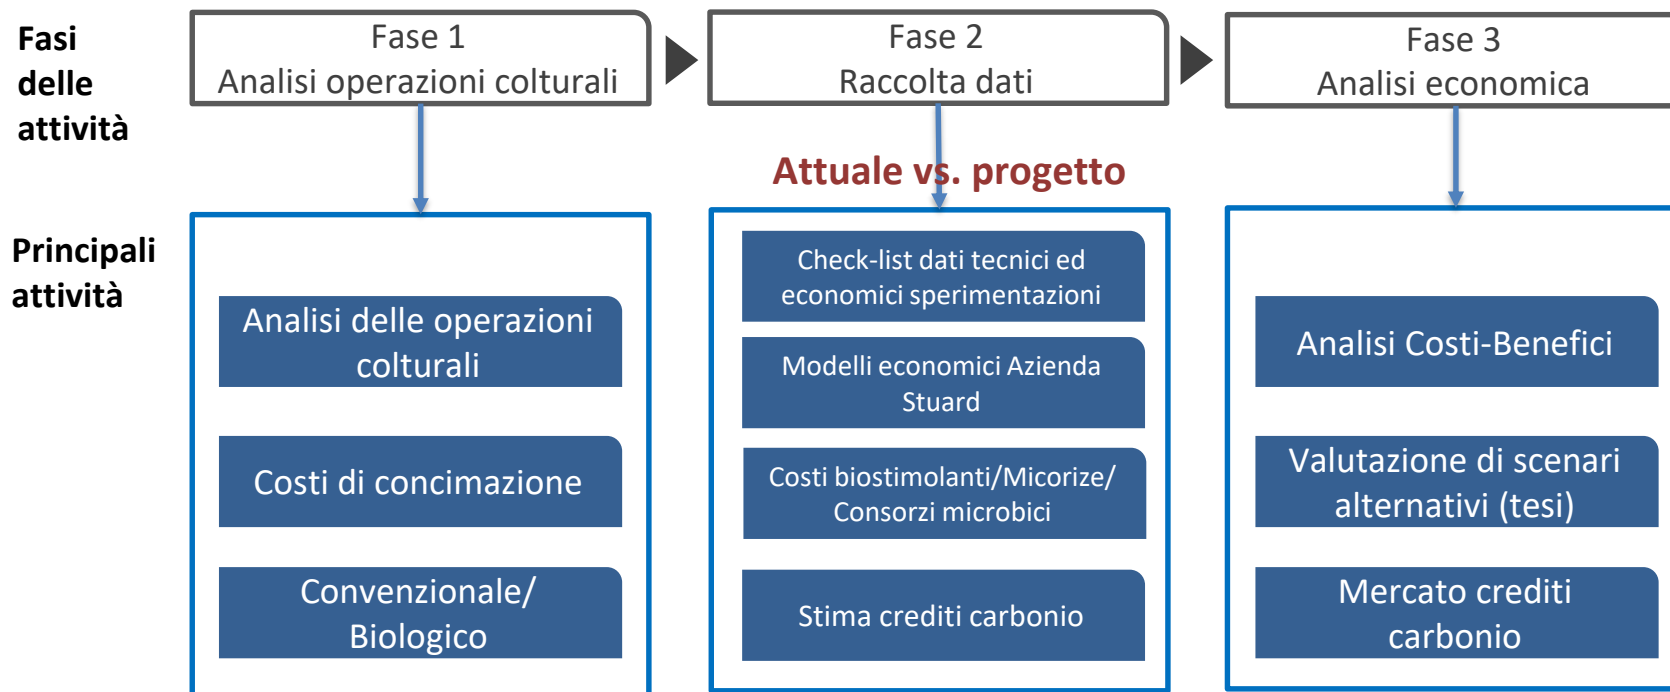 Fasi
delle
attività
Fase 1
Analisi operazioni colturali
Fase 2
Raccolta dati
Fase 3
Analisi economica
Attuale vs. progetto
Principali
attività
Analisi delle operazioni
colturali
Costi di concimazione
Convenzionale/
Biologico
Check-list dati tecnici ed
economici sperimentazioni
Modelli economici Azienda
Stuard
Costi biostimolanti/Micorize/
Consorzi microbici
Stima crediti carbonio
Analisi Costi-Benefici
Valutazione di scenari
alternativi (tesi)
Mercato crediti
carbonio